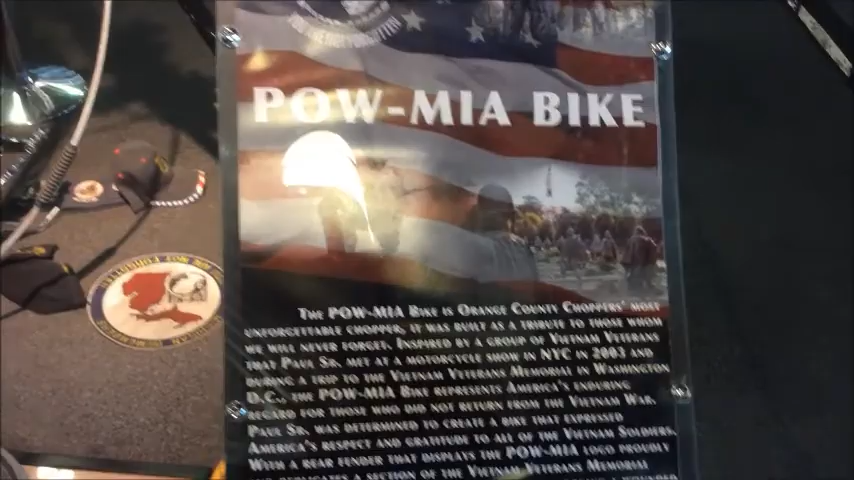 POW-MIA BIKE
THE POW-MIA BIKE IS ORANGE COUNTY CHOPPERS' MOST
UNFORGETTABLE CHOPPER. IT WAS BUILT AS A TRIBUTE TO THOSE WHOM
WE WILL NEVER FORGET. INSPIRED BY A GROUP OF VIETNAM VETERANS
THAT PAUL SR. MET AT A MOTORCYCLE SHOW IN NYC IN 2003 AND
DURING A TRIP TO THE VIETNAM VETERANS MEMORIAL IN WASHINGTON
D.C., THE POW-MIA BIKE REPRESENTS AMERICA'S ENDURING
REGARD FOR THOSE WHO DID NOT RETURN FROM THE VIETNAM WAR.
PAUL SR. WAS DETERMINED TO CREATE A BIKE THAT EXPRESSED
AMERICA'S RESPECT AND GRATITUDE TO ALL OF THE VIETNAM SOLDIERS.
WITH A REAR FENDER THAT DISPLAYS THE POW-MIA LOGO PROUDLY
REPLICATES A SECTION OF THE VIETNAM VETERANS MEMORIAL